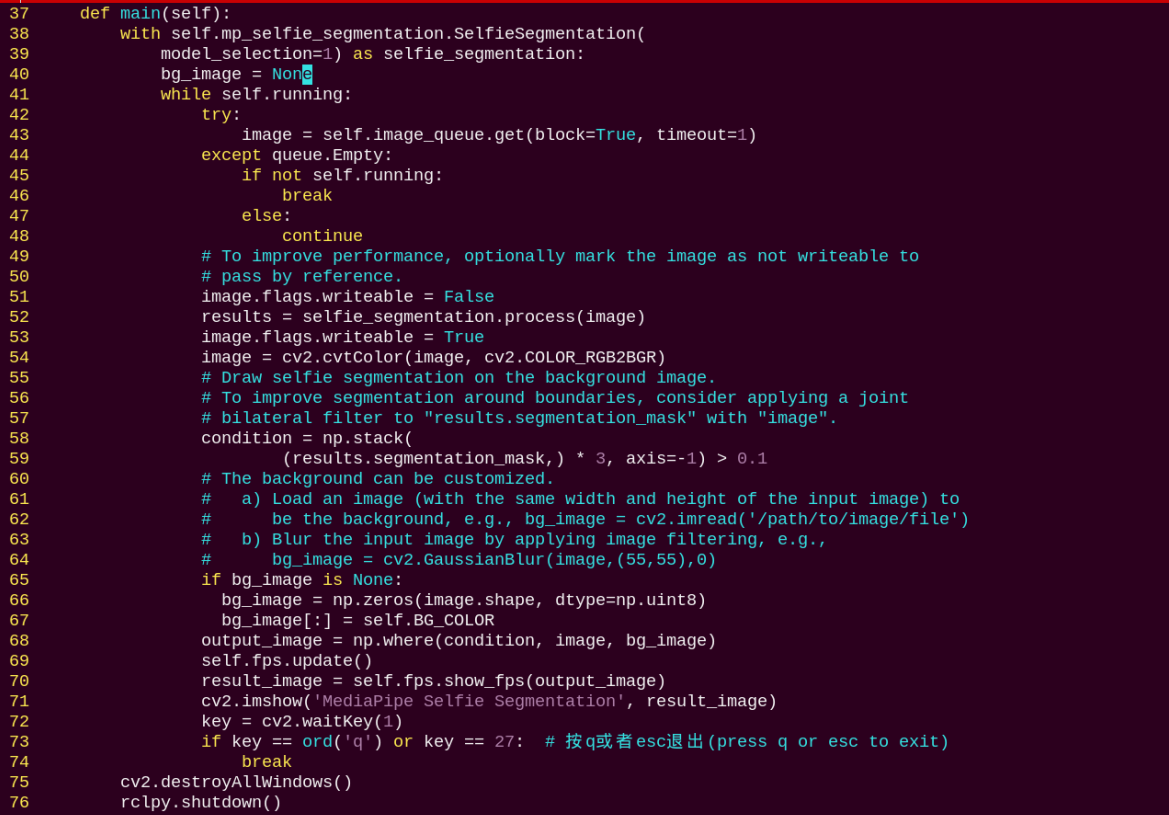 37     def main(self):
38         with self.mp_selfie_segmentation.SelfieSegmentation(
39             model_selection=1) as selfie_segmentation:
40             bg_image = None
41             while self.running:
42                 try:
43                     image = self.image_queue.get(block=True, timeout=1)
44                 except queue.Empty:
45                     if not self.running:
46                         break
47                     else:
48                         continue
49                 # To improve performance, optionally mark the image as not writeable to
50                 # pass by reference.
51                 image.flags.writeable = False
52                 results = selfie_segmentation.process(image)
53                 image.flags.writeable = True
54                 image = cv2.cvtColor(image, cv2.COLOR_RGB2BGR)
55                 # Draw selfie segmentation on the background image.
56                 # To improve segmentation around boundaries, consider applying a joint
57                 # bilateral filter to "results.segmentation_mask" with "image".
58                 condition = np.stack(
59                         (results.segmentation_mask,) * 3, axis=-1) > 0.1
60                 # The background can be customized.
61                 #   a) Load an image (with the same width and height of the input image) to
62                 #      be the background, e.g., bg_image = cv2.imread('/path/to/image/file')
63                 #   b) Blur the input image by applying image filtering, e.g.,
64                 #      bg_image = cv2.GaussianBlur(image,(55,55),0)
65                 if bg_image is None:
66                   bg_image = np.zeros(image.shape, dtype=np.uint8)
67                   bg_image[:] = self.BG_COLOR
68                 output_image = np.where(condition, image, bg_image)
69                 self.fps.update()
70                 result_image = self.fps.show_fps(output_image)
71                 cv2.imshow('MediaPipe Selfie Segmentation', result_image)
72                 key = cv2.waitKey(1)
73                 if key == ord('q') or key == 27:  # 按q或者esc退出(press q or esc to exit)
74                     break
75         cv2.destroyAllWindows()
76         rclpy.shutdown()